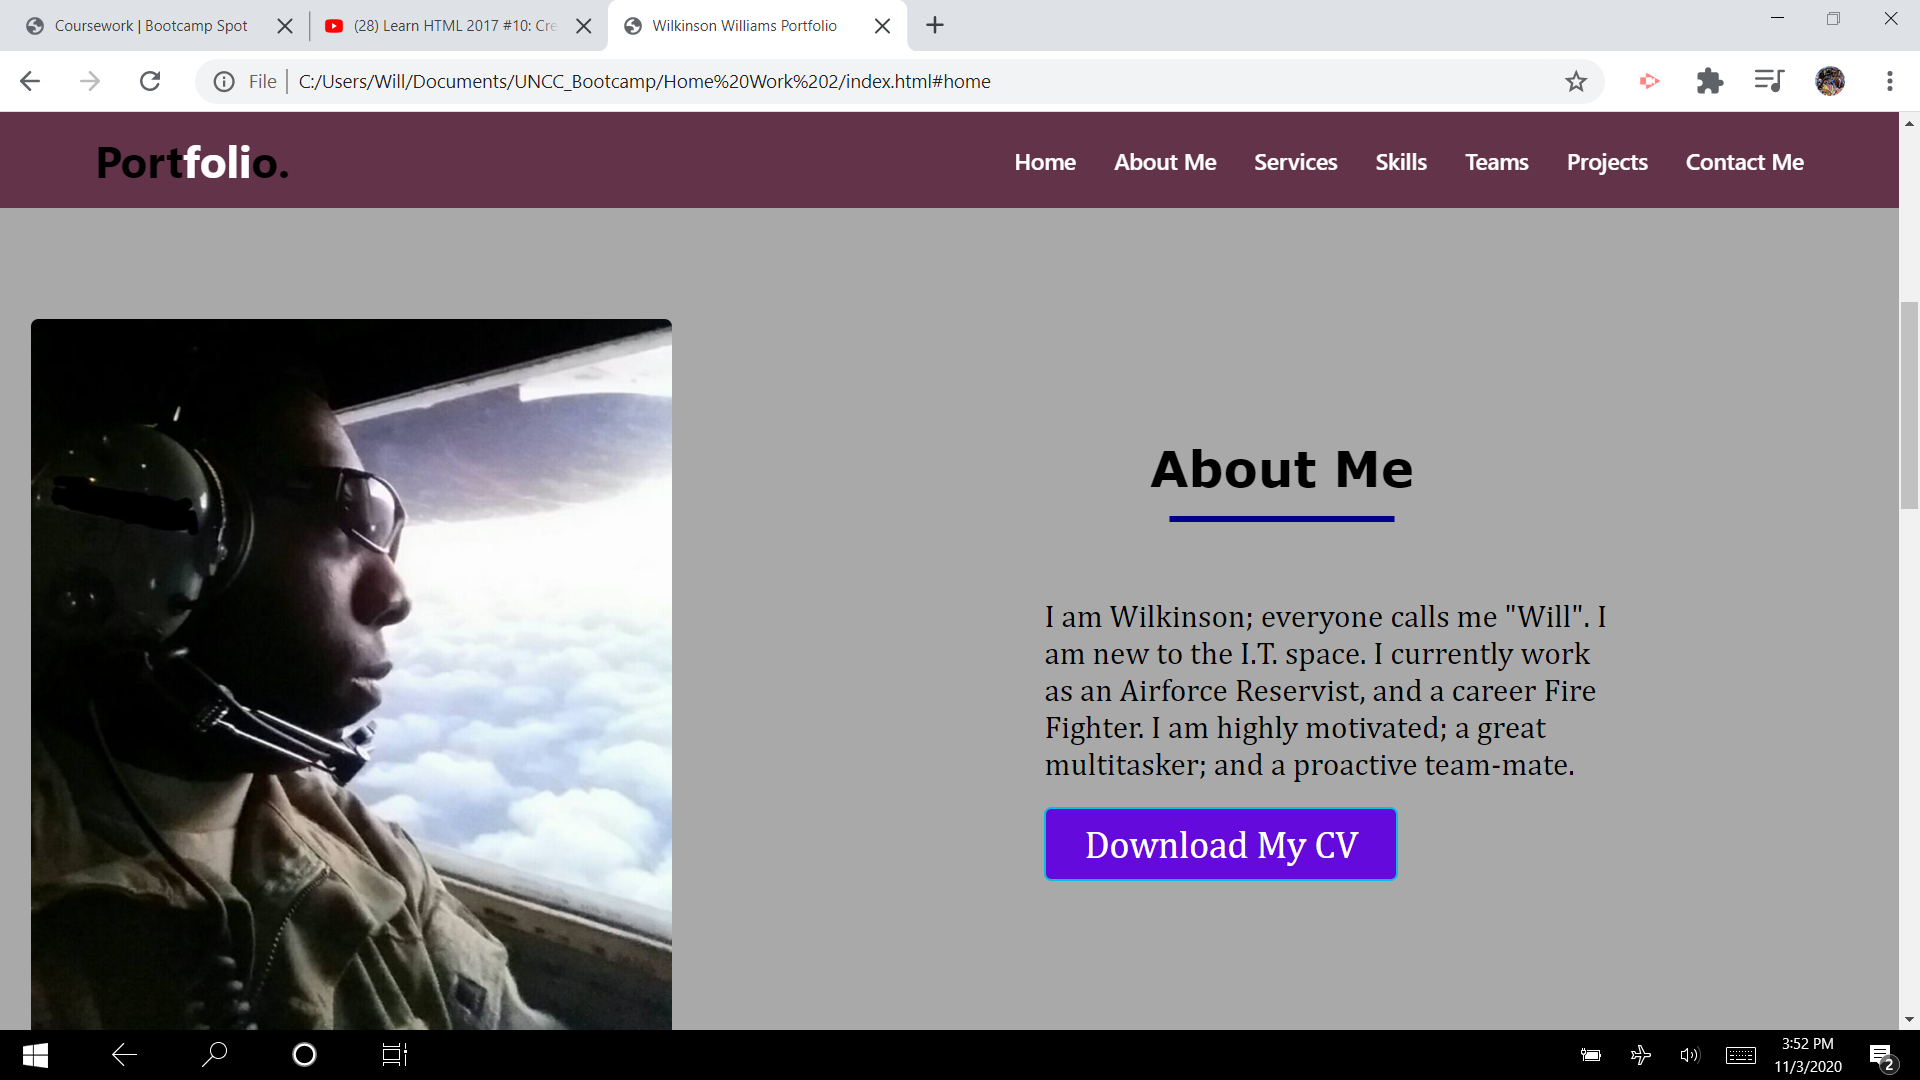 Coursework | Bootcamp Spot
(28) Learn HTML 2017 #10: Cre
Wilkinson Williams Portfolio
File
C:/Users/Will/Documents/UNCC_Bootcamp/Home%20Work%202/index.html#home
Portfolio.
Home About Me Services Skills Teams Projects Contact Me
About Me
I am Wilkinson; everyone calls me "Will". I
am new to the I.T. space. I currently work
as an Airforce Reservist, and a career Fire
Fighter. I am highly motivated; a great
multitasker; and a proactive team-mate.
Download My CV
3:52 PM
11/3/2020
2